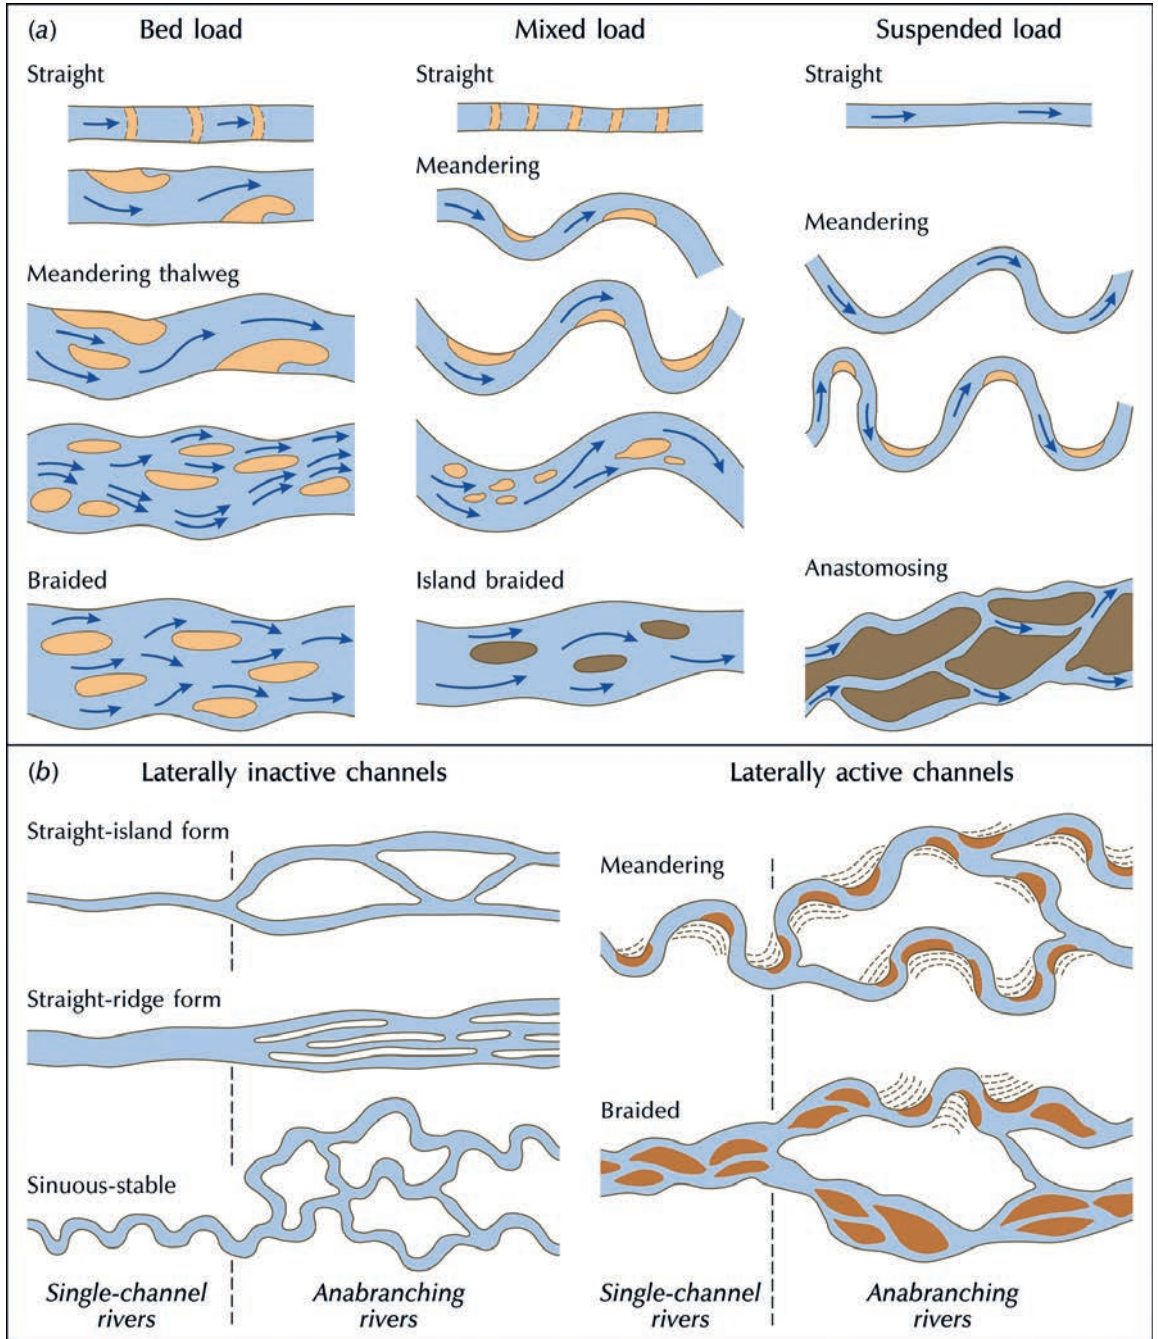 (a)
Bed load
Mixed load
Suspended load
Straight
Straight
Straight
Meandering
Meandering
Meandering thalweg
Braided
Island braided
Anastomosing
(b)
Laterally inactive channels
Laterally active channels
Straight-island form
Meandering
Straight-ridge form
Braided
Sinuous-stable
Single-channel
rivers
Anabranching
rivers
Single-channel
rivers
Anabranching
rivers